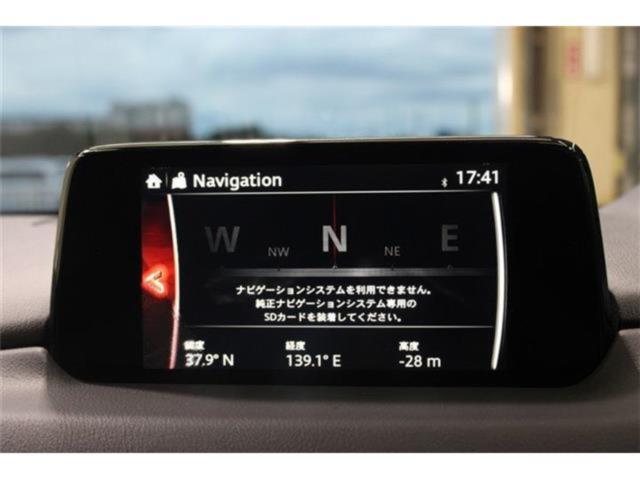 Navigation 17:41
W NW N NE E
ナビゲーションシステムを利用できません。
純正ナビゲーションシステム専用の
SDカードを装着してください。
緯度 経度 高度
37.9° N 139.1° E -28 m